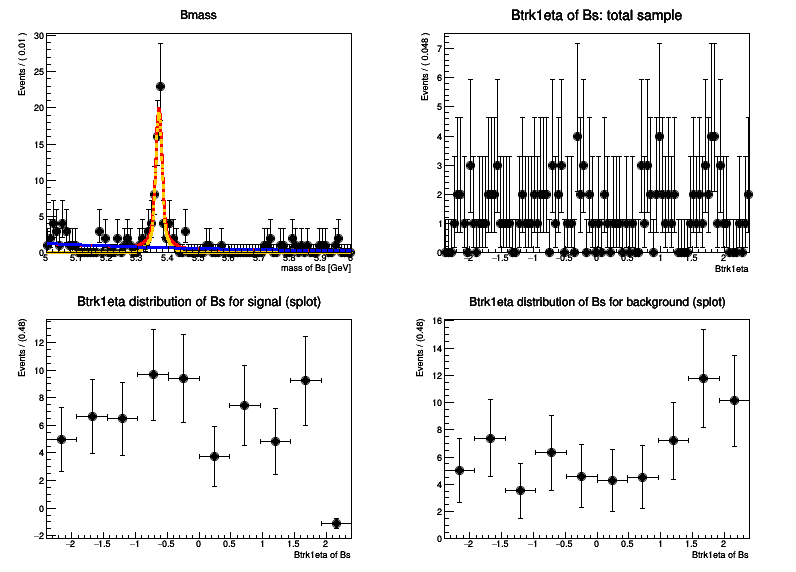 Bmass
Events / ( 0.01 )
30
25
20
15
10
5
0
5 5.1 5.3 5.4 5.5 5.6 5.7 5.8 5.9 6
mass of Bs [GeV]
Btrk1eta of Bs: total sample
Events / ( 0.048 )
7
6
5
4
3
2
1
0
−2 −1.5 −1 −0.5 0 0.5 1 1.5 2
Btrk1eta
Btrk1eta distribution of Bs for signal (splot)
Events / (0.48)
12
10
8
6
4
2
0
−2
−2 −1.5 −1 −0.5 0 0.5 1 1.5 2
Btrk1eta of Bs
Btrk1eta distribution of Bs for background (splot)
Events / (0.48)
16
14
12
10
8
6
4
2
0
−2 −1.5 −1 −0.5 0 0.5 1 1.5 2
Btrk1eta of Bs